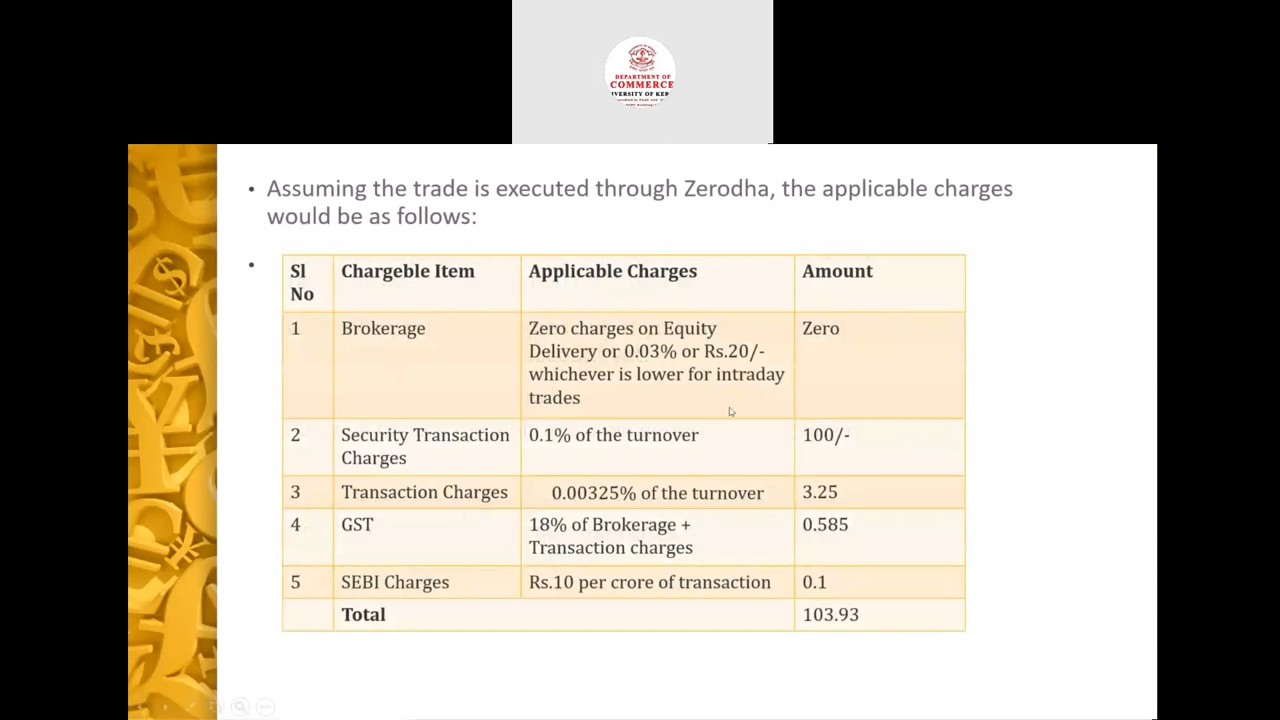 DEPARTMENT OF
COMMERCE
• Assuming the trade is executed through Zerodha, the applicable charges
would be as follows:
•
Sl No Chargeble Item Applicable Charges Amount
1 Brokerage Zero charges on Equity Zero
Delivery or 0.03% or Rs.20/-
whichever is lower for intraday
trades
2 Security Transaction 0.1% of the turnover 100/-
Charges
3 Transaction Charges 0.00325% of the turnover 3.25
4 GST 18% of Brokerage + 0.585
Transaction charges
5 SEBI Charges Rs.10 per crore of transaction 0.1
Total 103.93